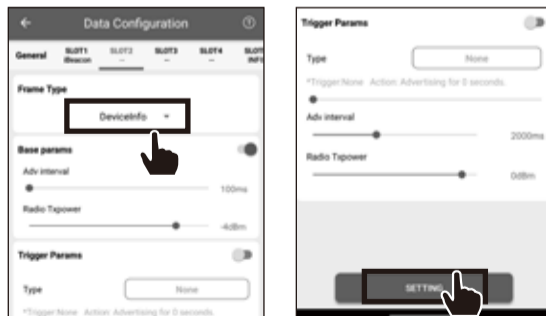 Data Configuration
General SLOT1 SLOT2 SLOT3 SLOT4
iBeacon -- -- --
Frame Type
DeviceInfo
Base params
Adv interval
100ms
Radio Txpower
-4dBm
Trigger Params
Type None
*Trigger:None Action: Advertising for 0 seconds.
Trigger Params
Type None
*Trigger:None Action: Advertising for 0 seconds.
Adv interval
2000ms
Radio Txpower
0dBm
SETTING